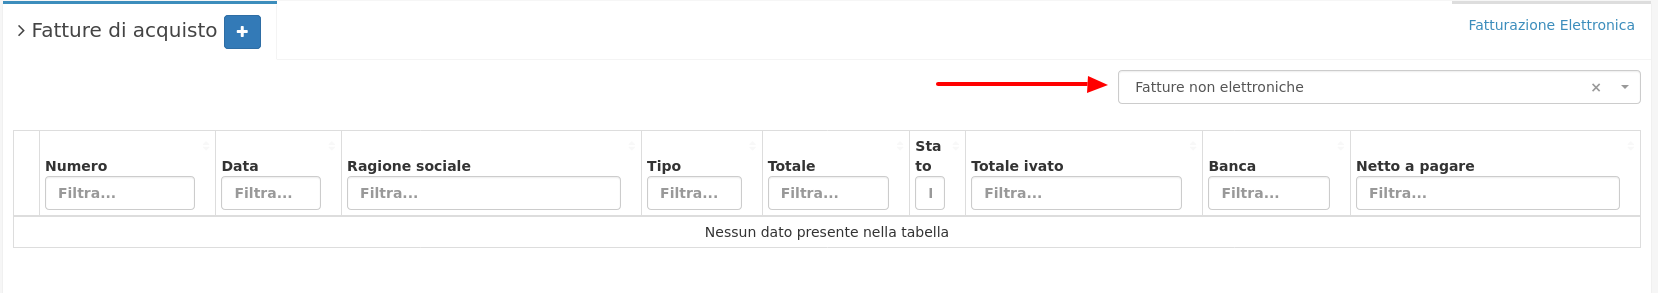 Fatture di acquisto
Fatturazione Elettronica
Fatture non elettroniche ×
Numero Data Ragione sociale Tipo Totale Sta
to Totale ivato Banca Netto a pagare
Filtra... Filtra... Filtra... Filtra... Filtra... Filtra... Filtra... Filtra...
Nessun dato presente nella tabella